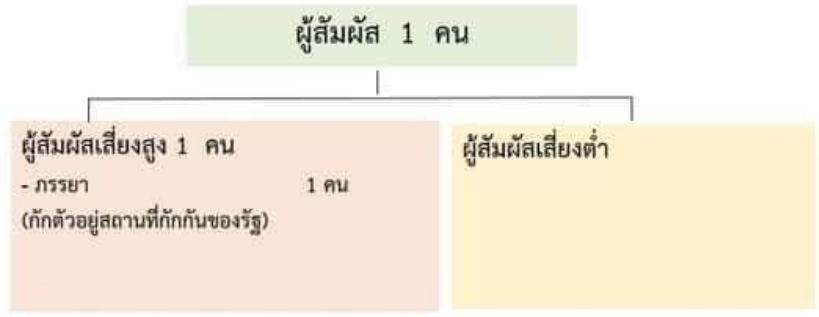 ผู้สัมผัส 1 คน
ผู้สัมผัสเสี่ยงสูง 1 คน
- ภรรยา 1 คน
(กักตัวอยู่สถานที่กักกันของรัฐ)
ผู้สัมผัสเสี่ยงต่ำ